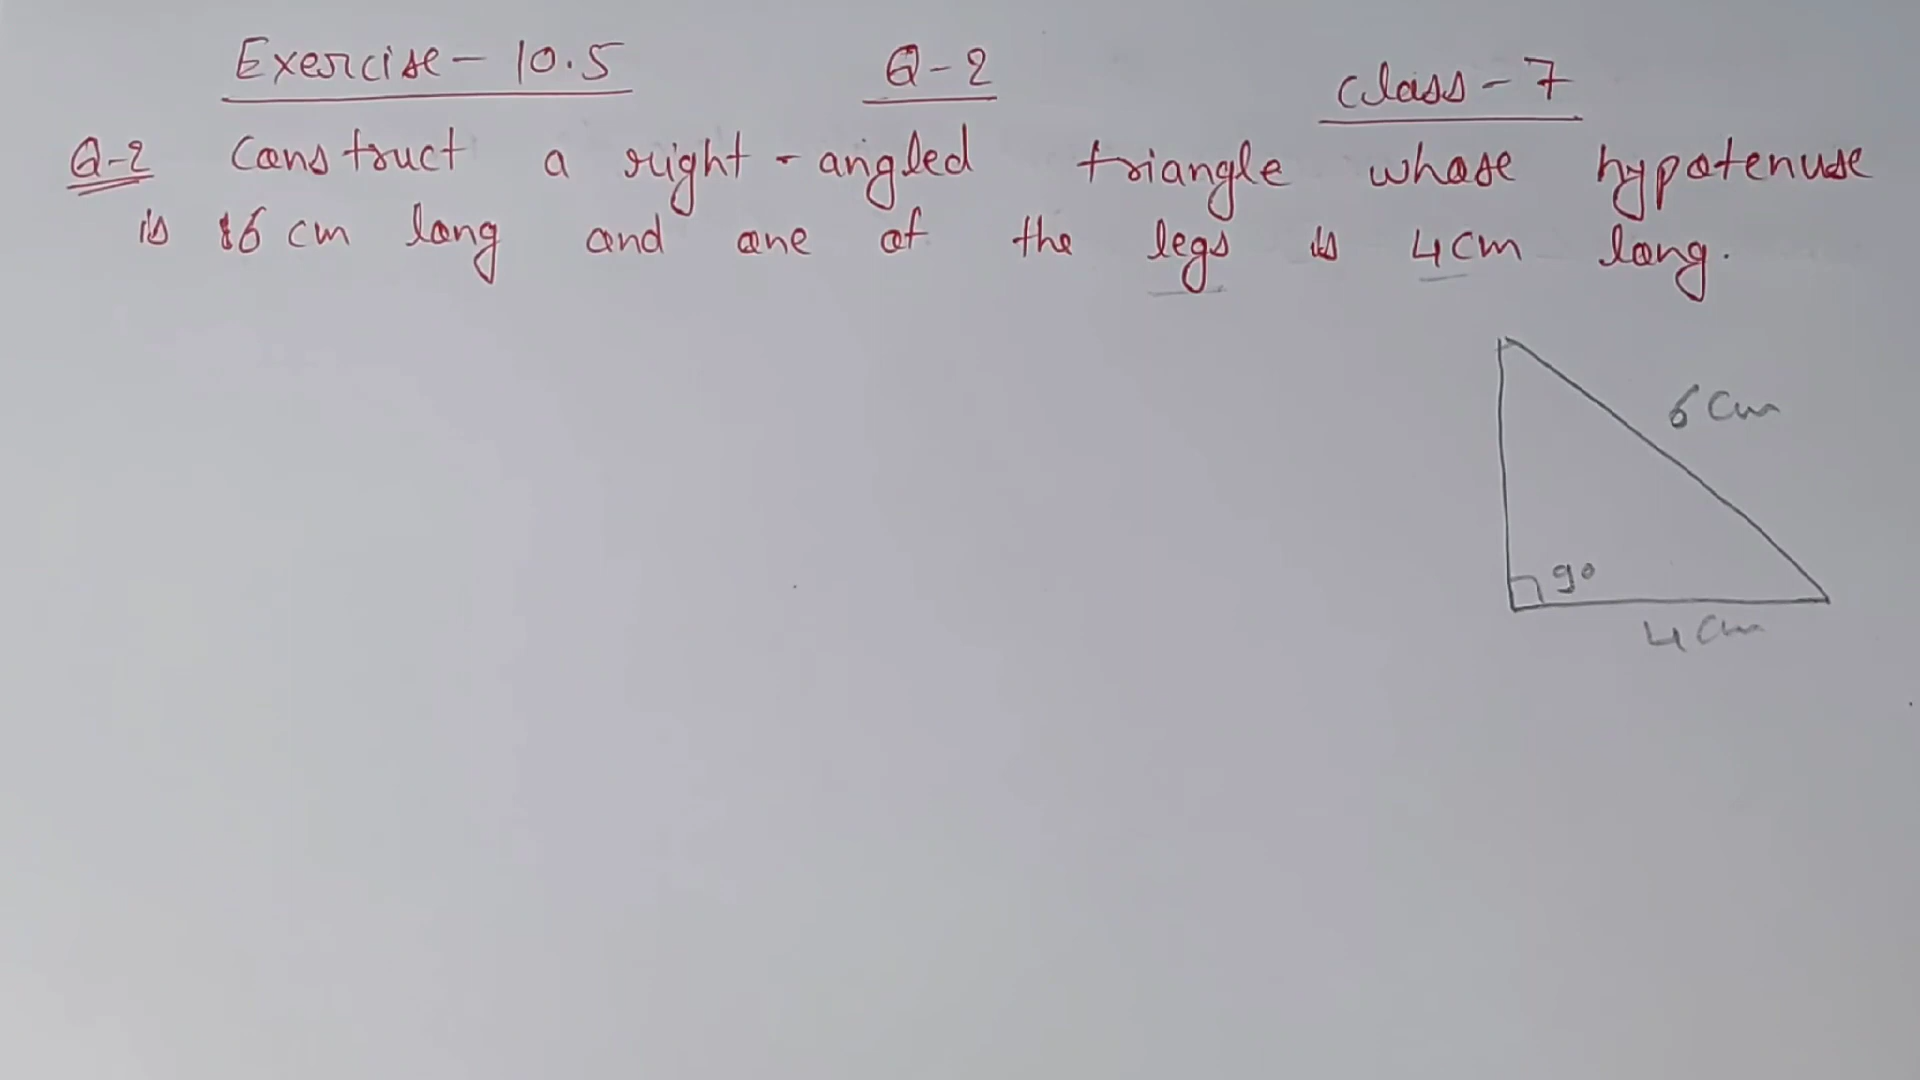 Exercise - 10.5 Q-2 class - 7
Q-2 Construct a right-angled triangle whose hypotenuse
is 6 cm long and one of the legs is 4cm long.
6 cm
90
4 cm